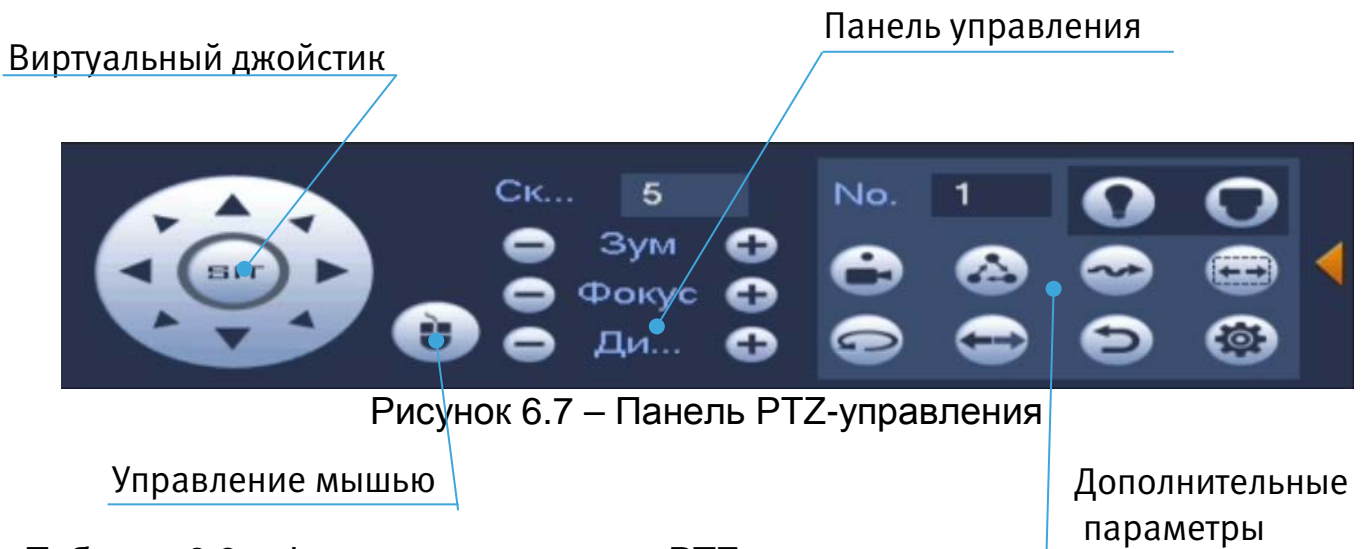 Панель управления
Виртуальный джойстик
Ск... 5
No. 1
Зум
SIT
Фокус
Ди...
Рисунок 6.7 – Панель PTZ-управления
Управление мышью
Дополнительные
параметры